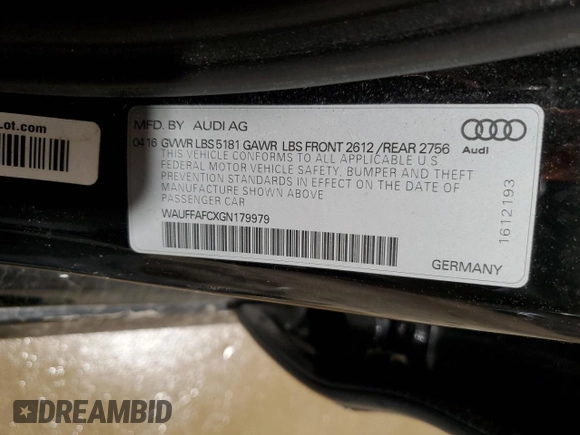 Lot.com
MFD. BY AUDI AG
04 16 GVWR LBS 5181 GAWR LBS FRONT 2612 /REAR 2756
THIS VEHICLE CONFORMS TO ALL APPLICABLE U.S
FEDERAL MOTOR VEHICLE SAFETY, BUMPER AND THEFT
PREVENTION STANDARDS IN EFFECT ON THE DATE OF
MANUFACTURE SHOWN ABOVE
PASSENGER CAR
WAUFFAFCXGN179979
Audi
1612193
GERMANY
DREAMBID